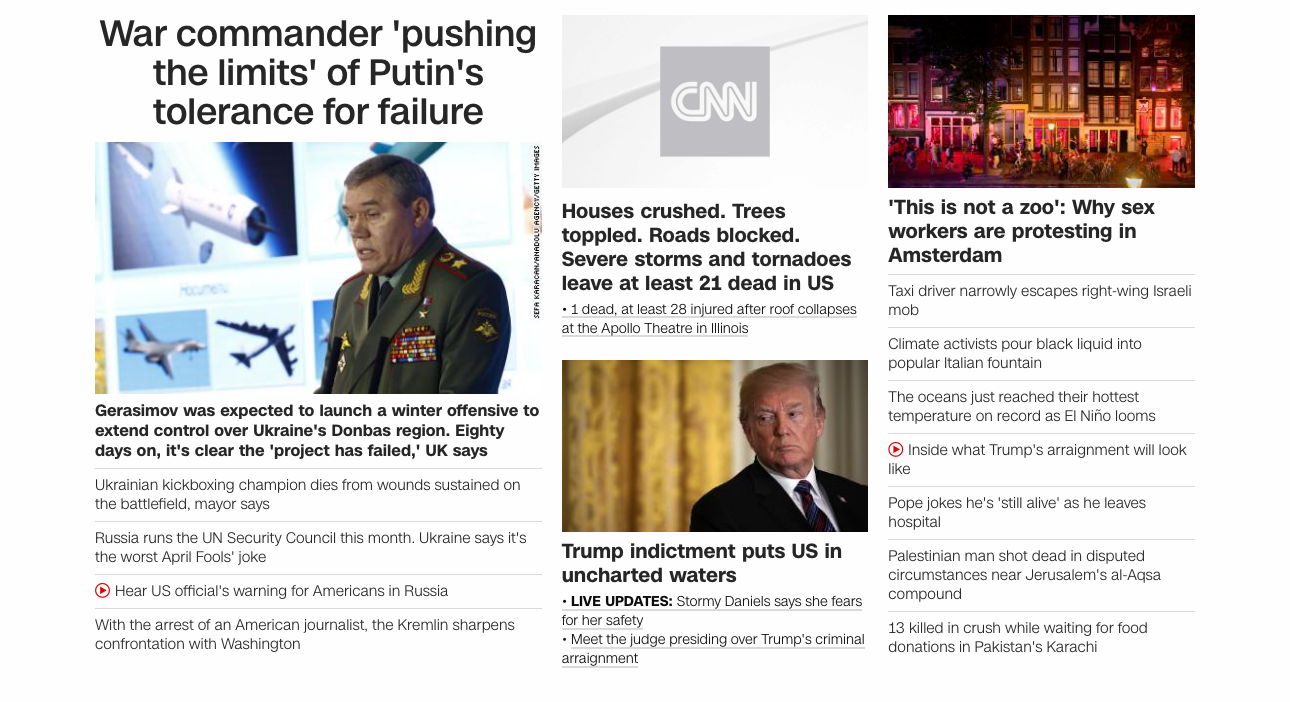 War commander 'pushing
the limits' of Putin's
tolerance for failure
SEFA KARACAN/ANADOLU AGENCY/GETTY IMAGES
Gerasimov was expected to launch a winter offensive to
extend control over Ukraine's Donbas region. Eighty
days on, it's clear the 'project has failed,' UK says
Ukrainian kickboxing champion dies from wounds sustained on
the battlefield, mayor says
Russia runs the UN Security Council this month. Ukraine says it's
the worst April Fools' joke
Hear US official's warning for Americans in Russia
With the arrest of an American journalist, the Kremlin sharpens
confrontation with Washington
CNN
Houses crushed. Trees
toppled. Roads blocked.
Severe storms and tornadoes
leave at least 21 dead in US
• 1 dead, at least 28 injured after roof collapses
at the Apollo Theatre in Illinois
Trump indictment puts US in
uncharted waters
• LIVE UPDATES: Stormy Daniels says she fears
for her safety
• Meet the judge presiding over Trump's criminal
arraignment
'This is not a zoo': Why sex
workers are protesting in
Amsterdam
Taxi driver narrowly escapes right-wing Israeli
mob
Climate activists pour black liquid into
popular Italian fountain
The oceans just reached their hottest
temperature on record as El Niño looms
Inside what Trump's arraignment will look
like
Pope jokes he's 'still alive' as he leaves
hospital
Palestinian man shot dead in disputed
circumstances near Jerusalem's al-Aqsa
compound
13 killed in crush while waiting for food
donations in Pakistan's Karachi